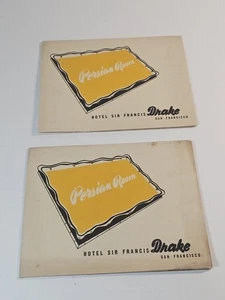 Persian Room
HOTEL SIR FRANCIS Drake
SAN FRANCISCO
Persian Room
HOTEL SIR FRANCIS Drake
SAN FRANCISCO